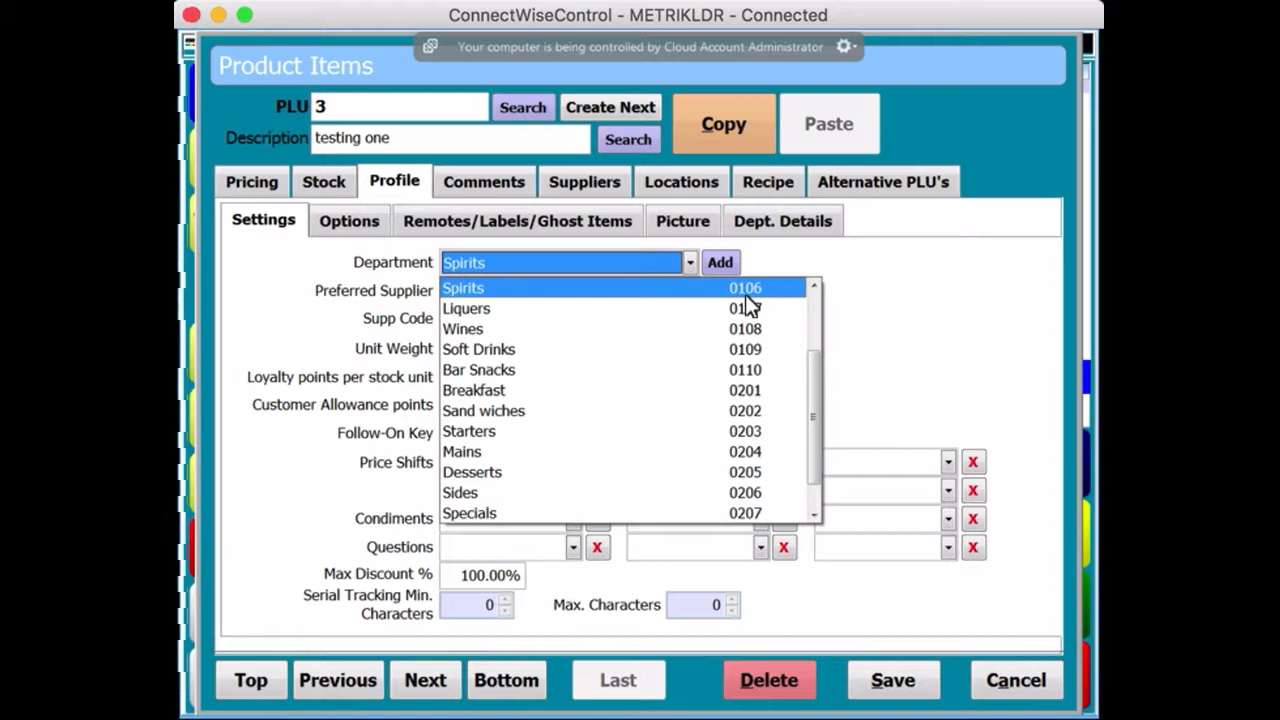 ConnectWiseControl - METRIKLDR - Connected
Your computer is being controlled by Cloud Account Administrator
Product Items
PLU 3 Search Create Next Copy Paste
Description testing one Search
Pricing Stock Profile Comments Suppliers Locations Recipe Alternative PLU's
Settings Options Remotes/Labels/Ghost Items Picture Dept. Details
Department Spirits Add
Preferred Supplier Spirits 0106
Supp Code Liquers
Wines 0108
Unit Weight Soft Drinks 0109
Loyalty points per stock unit Bar Snacks 0110
Breakfast 0201
Customer Allowance points Sand wiches 0202
Follow-On Key Starters 0203
Price Shifts Mains 0204 X
Desserts 0205
Sides 0206 X
Condiments Specials 0207 X
Questions X X X
Max Discount % 100.00%
Serial Tracking Min. Characters 0 Max. Characters 0
Top Previous Next Bottom Last Delete Save Cancel